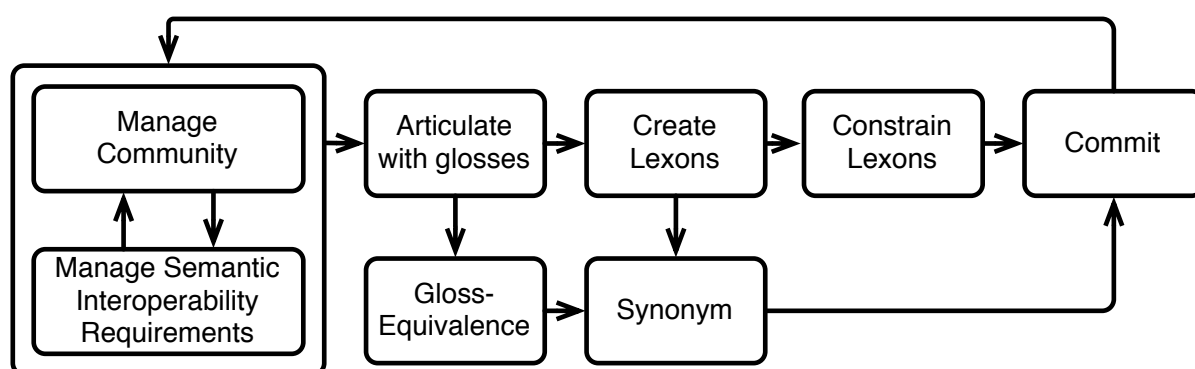 Manage
Community
Manage Semantic
Interoperability
Requirements
Articulate
with glosses
Create
Lexons
Constrain
Lexons
Commit
Gloss-
Equivalence
Synonym